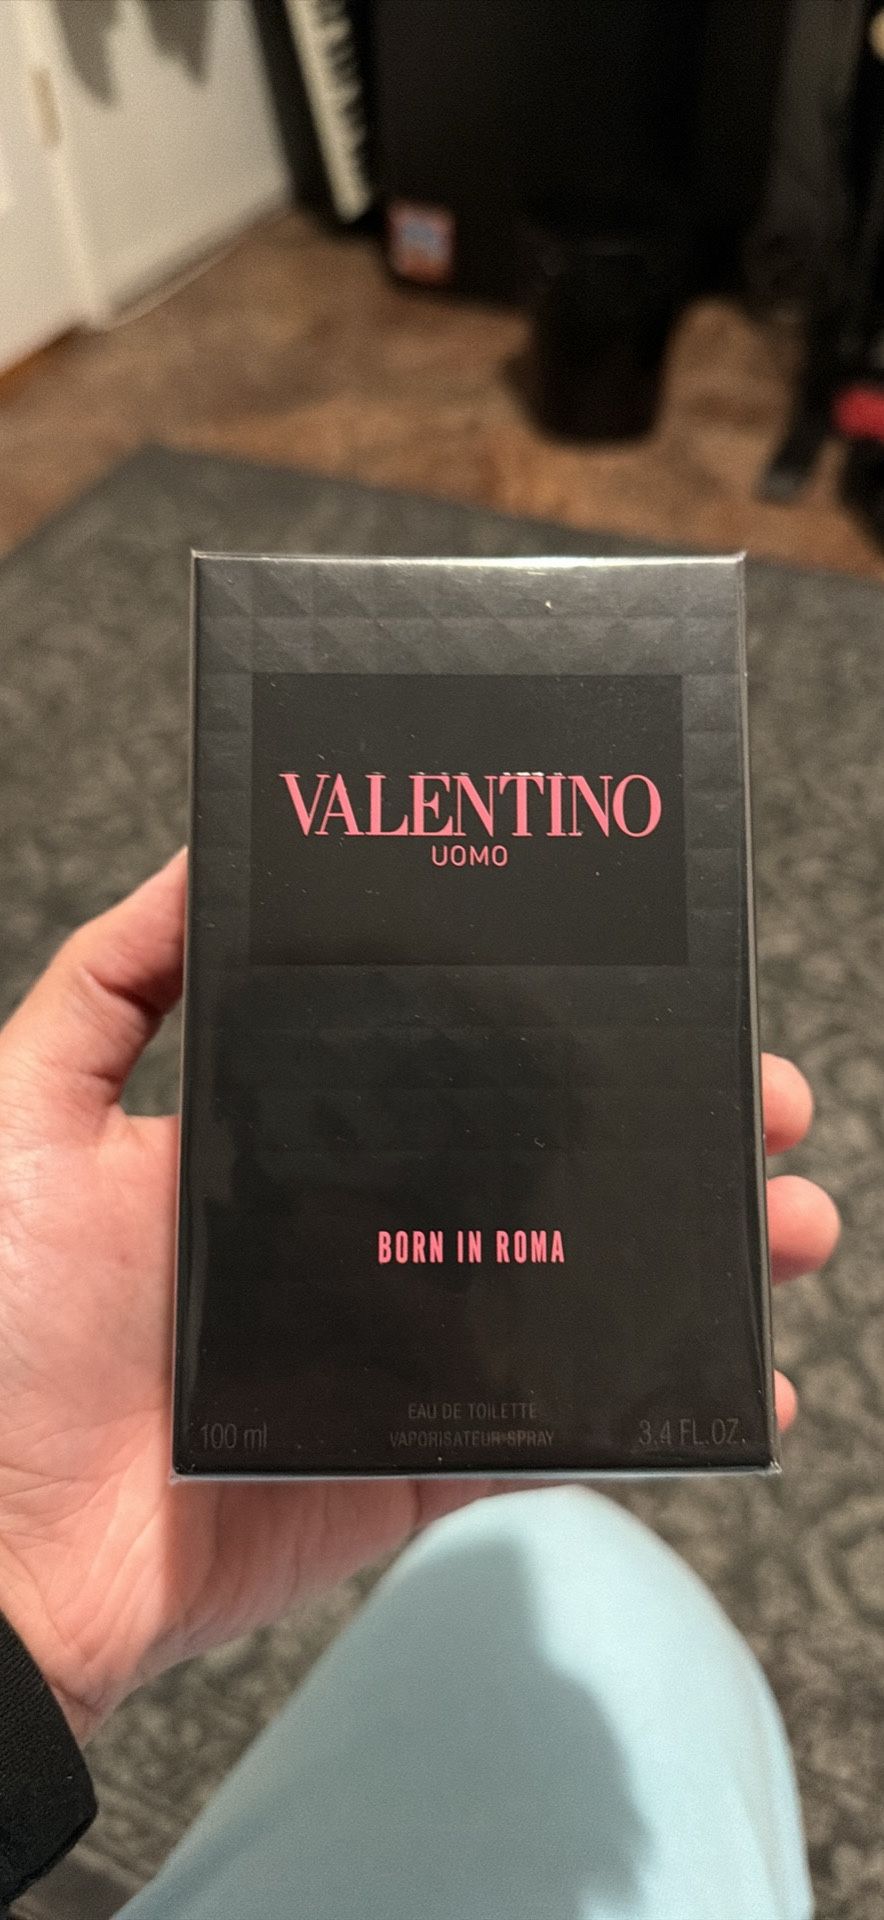 VALENTINO
UOMO
BORN IN ROMA
EAU DE TOILETTE
100 ml VAPORISATEUR SPRAY 3.4 FL.OZ.